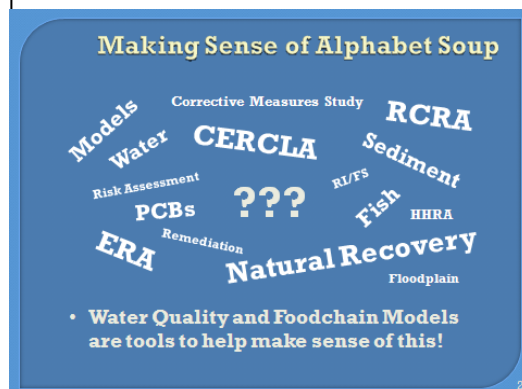 Making Sense of Alphabet Soup
Models
Corrective Measures Study
RCRA
Water
CERCLA
Sediment
Risk Assessment
RI/FS
PCBs
???
Fish
HHRA
ERA
Remediation
Natural Recovery
Floodplain
• Water Quality and Foodchain Models
are tools to help make sense of this!